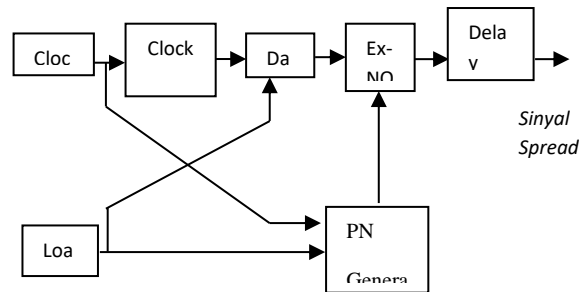 Cloc
Clock
Da
Ex-
NO
Dela
y
Sinyal
Spread
Loa
PN
Genera